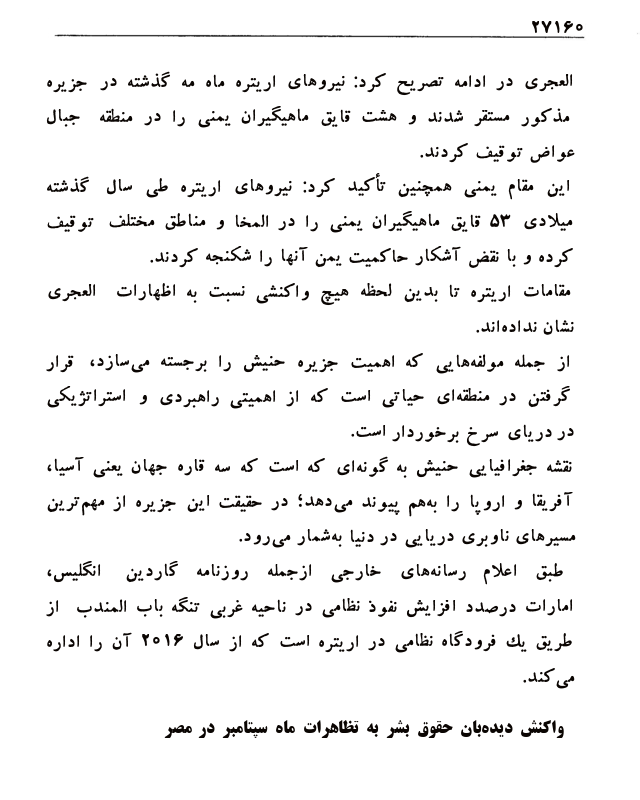 ۲۷۱۶۰
العجری در ادامه تصریح کرد: نیروهای اریتره ماه مه گذشته در جزیره
مذکور مستقر شدند و هشت قایق ماهیگیران یمنی را در منطقه جبال
عواض توقیف کردند.
این مقام یمنی همچنین تأکید کرد: نیروهای اریتره طی سال گذشته
میلادی ۵۳ قایق ماهیگیران یمنی را در المخا و مناطق مختلف توقیف
کرده و با نقض آشکار حاکمیت یمن آنها را شکنجه کردند.
مقامات اریتره تا بدین لحظه هیچ واکنشی نسبت به اظهارات العجری
نشان نداده‌اند.
از جمله مولفه‌هایی که اهمیت جزیره حنیش را برجسته می‌سازد، قرار
گرفتن در منطقه‌ای حیاتی است که از اهمیتی راهبردی و استراتژیکی
در دریای سرخ برخوردار است.
نقشه جغرافیایی حنیش به گونه‌ای که است که سه قاره جهان یعنی آسیا،
آفریقا و اروپا را به‌هم پیوند می‌دهد؛ در حقیقت این جزیره از مهم‌ترین
مسیرهای ناوبری دریایی در دنیا به‌شمار می‌رود.
طبق اعلام رسانه‌های خارجی ازجمله روزنامه گاردین انگلیس،
امارات درصدد افزایش نفوذ نظامی در ناحیه غربی تنگه باب المندب از
طریق یك فرودگاه نظامی در اریتره است که از سال ۲۰۱۶ آن را اداره
می‌کند.
واکنش دیده‌بان حقوق بشر به تظاهرات ماه سپتامبر در مصر